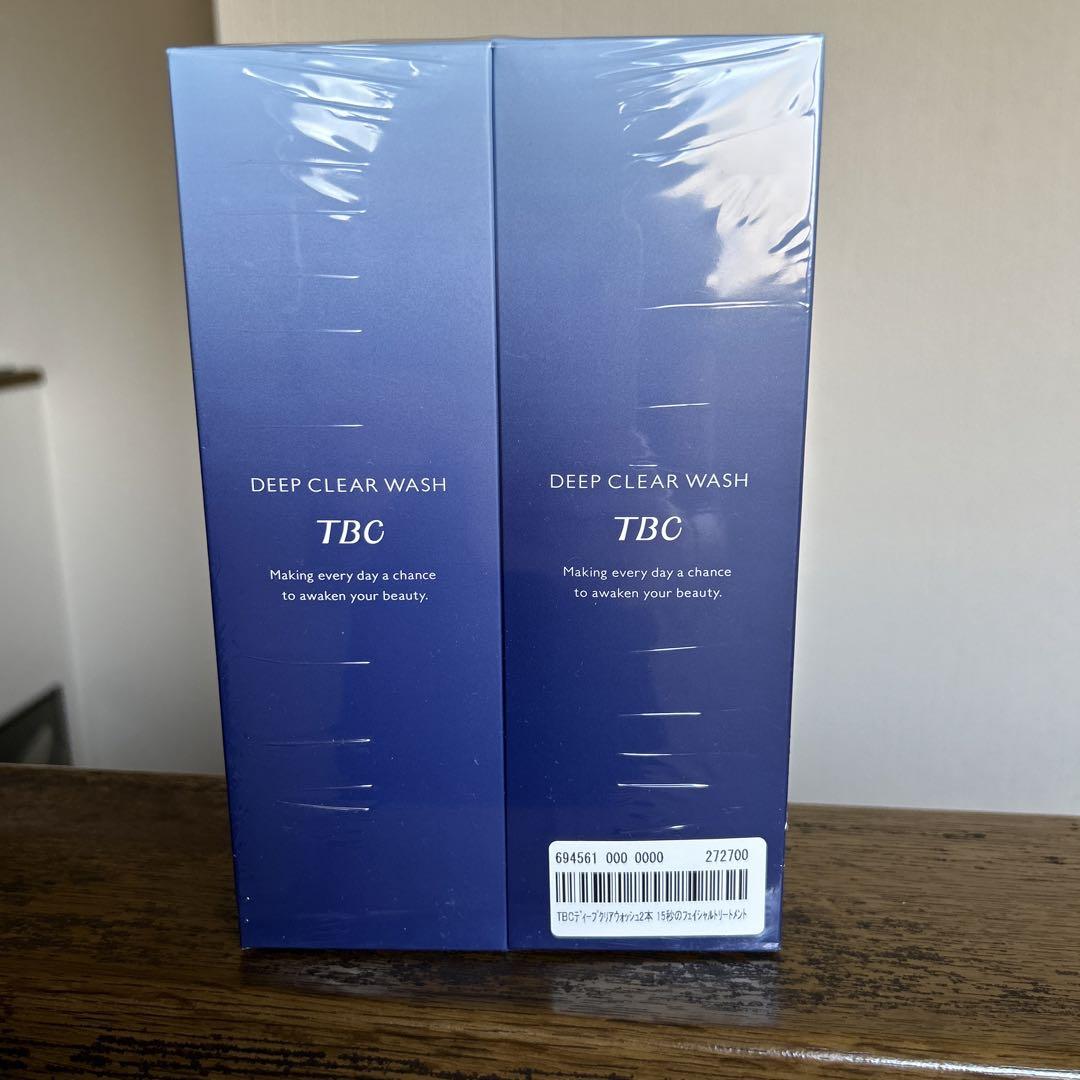 DEEP CLEAR WASH
TBC
Making every day a chance
to awaken your beauty.
DEEP CLEAR WASH
TBC
Making every day a chance
to awaken your beauty.
694561 000 0000 272700
TBCディープクリアウォッシュ2本 15秒のフェイシャルトリートメント